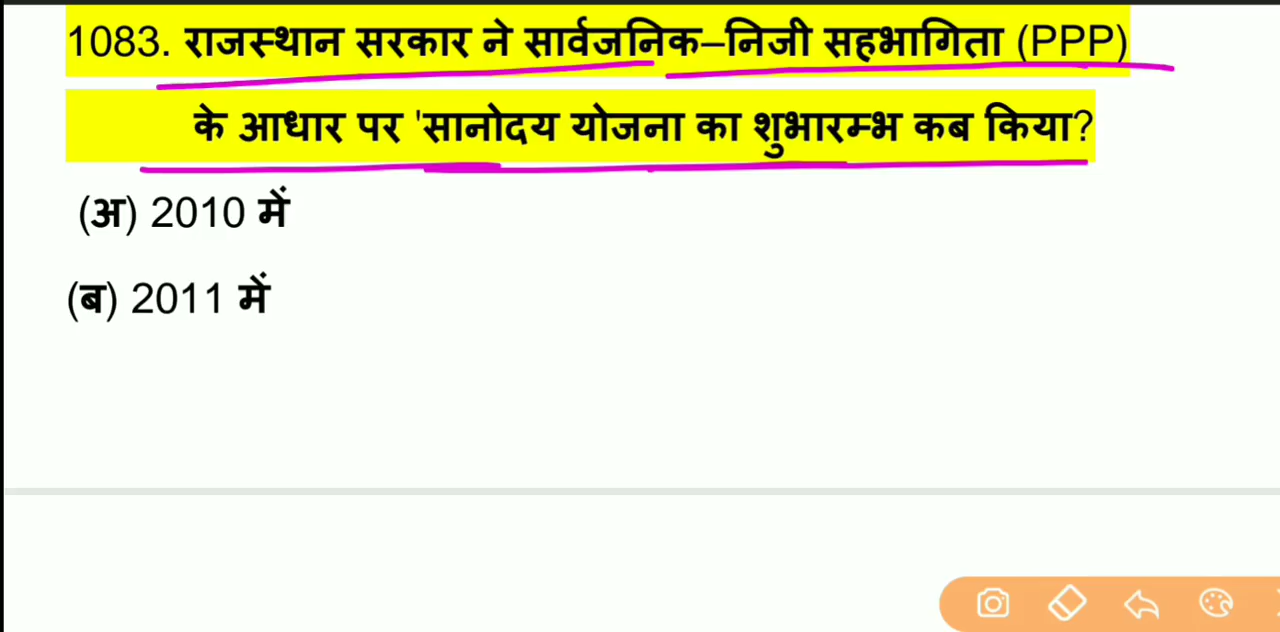 1083. राजस्थान सरकार ने सार्वजनिक–निजी सहभागिता (PPP)
के आधार पर 'सानोदय योजना का शुभारम्भ कब किया?
(अ) 2010 में
(ब) 2011 में